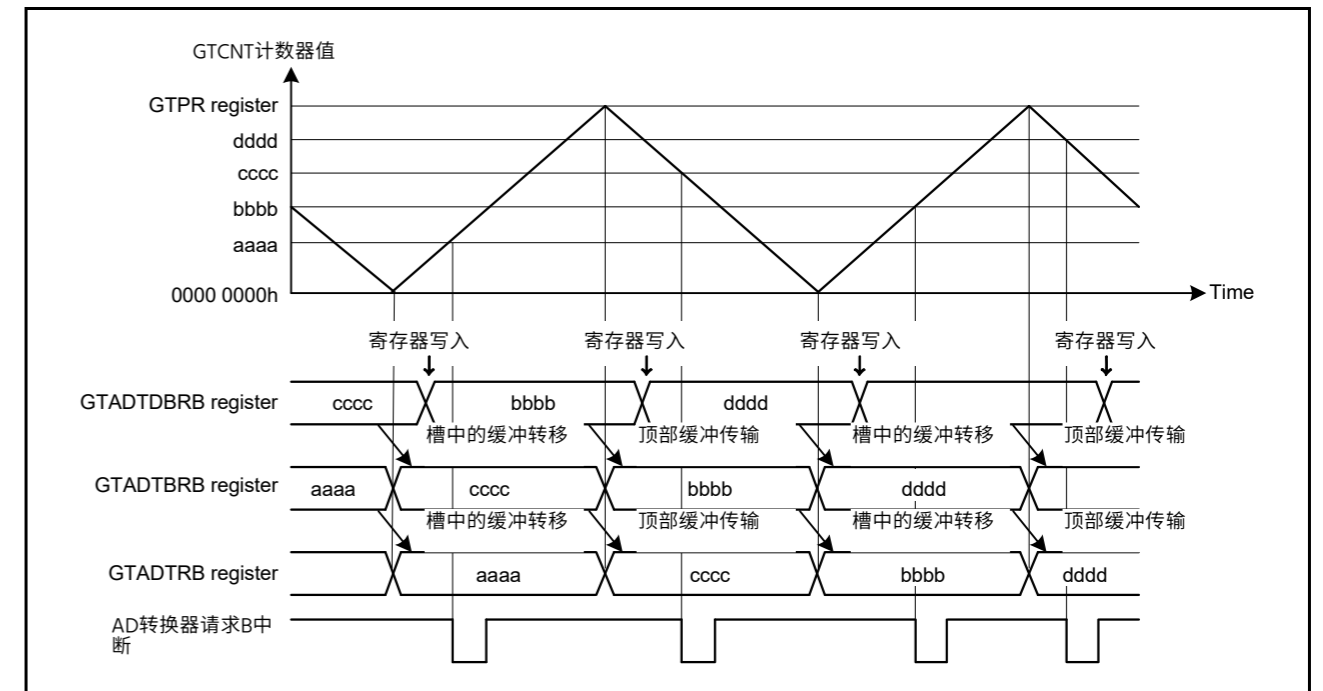 GTCNT计数器值
GTPR register
dddd
cccc
bbbb
aaaa
0000 0000h
Time
寄存器写入 寄存器写入 寄存器写入 寄存器写入
GTADTDBRB register cccc bbbb dddd
槽中的缓冲转移 顶部缓冲传输 槽中的缓冲转移 顶部缓冲传输
GTADTBRB register aaaa cccc bbbb dddd
槽中的缓冲转移 顶部缓冲传输 槽中的缓冲转移 顶部缓冲传输
GTADTRB register aaaa cccc bbbb dddd
AD转换器请求B中
断